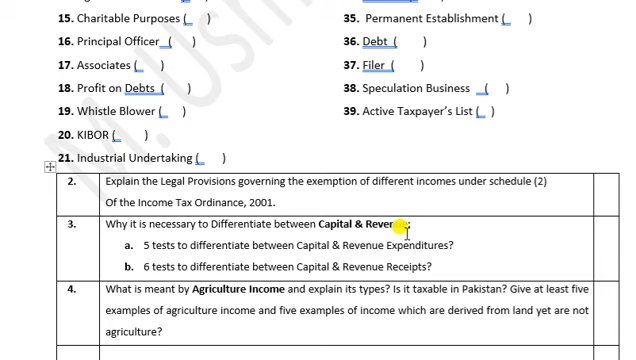 15. Charitable Purposes ( )
35. Permanent Establishment ( )
16. Principal Officer ( )
36. Debt ( )
17. Associates ( )
37. Filer ( )
18. Profit on Debts ( )
38. Speculation Business ( )
19. Whistle Blower ( )
39. Active Taxpayer's List ( )
20. KIBOR ( )
21. Industrial Undertaking ( )
2. Explain the Legal Provisions governing the exemption of different incomes under schedule (2)
Of the Income Tax Ordinance, 2001.
3. Why it is necessary to Differentiate between Capital & Revenue:
a. 5 tests to differentiate between Capital & Revenue Expenditures?
b. 6 tests to differentiate between Capital & Revenue Receipts?
4. What is meant by Agriculture Income and explain its types? Is it taxable in Pakistan? Give at least five
examples of agriculture income and five examples of income which are derived from land yet are not
agriculture?